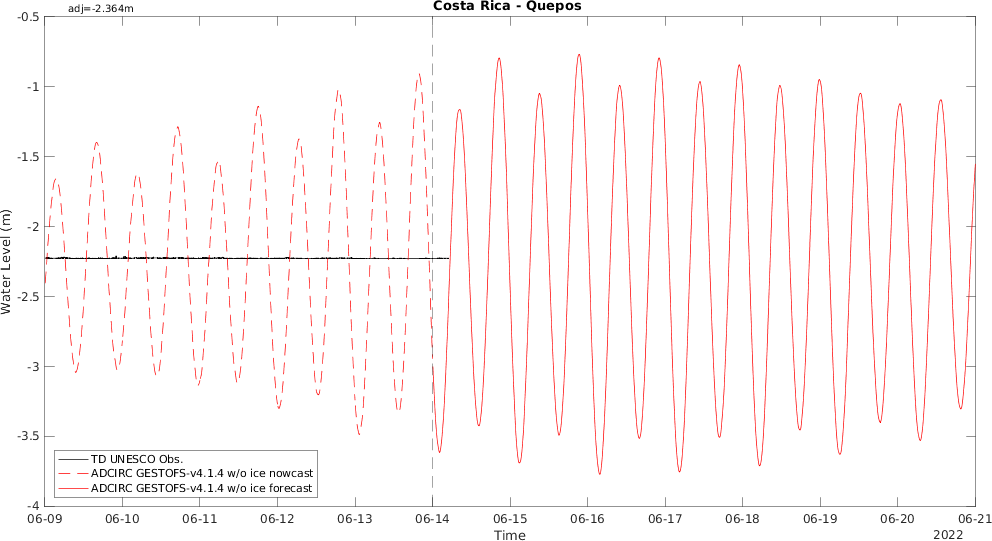 Costa Rica - Quepos
adj=-2.364m
-0.5
-1
-1.5
-2
-2.5
-3
-3.5
-4
Water Level (m)
TD UNESCO Obs.
ADCIRC GESTOFS-v4.1.4 w/o ice nowcast
ADCIRC GESTOFS-v4.1.4 w/o ice forecast
06-09 06-10 06-11 06-12 06-13 06-14 06-15 06-16 06-17 06-18 06-19 06-20 06-21
Time
2022